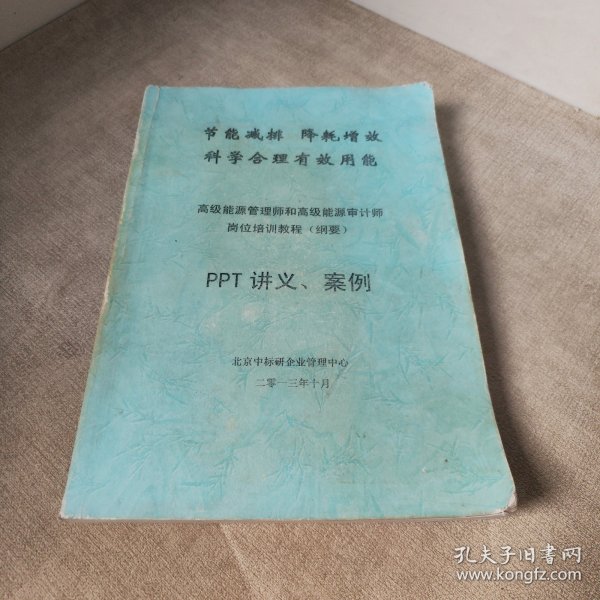 节能减排 降耗增效
科学合理有效用能
高级能源管理师和高级能源审计师
岗位培训教程（纲要）
PPT 讲义、案例
北京中标研企业管理中心
二零一三年十月
孔夫子旧书网
www.kongfz.com